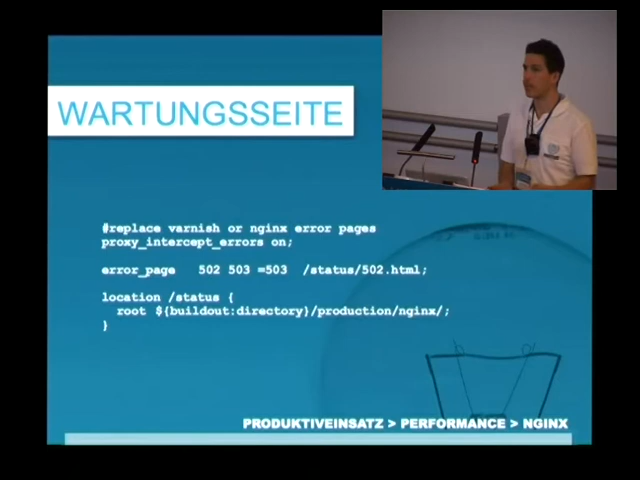 WARTUNGSSEITE
#replace varnish or nginx error pages
proxy_intercept_errors on;
error_page 502 503 =503 /status/502.html;
location /status {
root ${buildout:directory}/production/nginx/;
}
PRODUKTIVEINSATZ > PERFORMANCE > NGINX